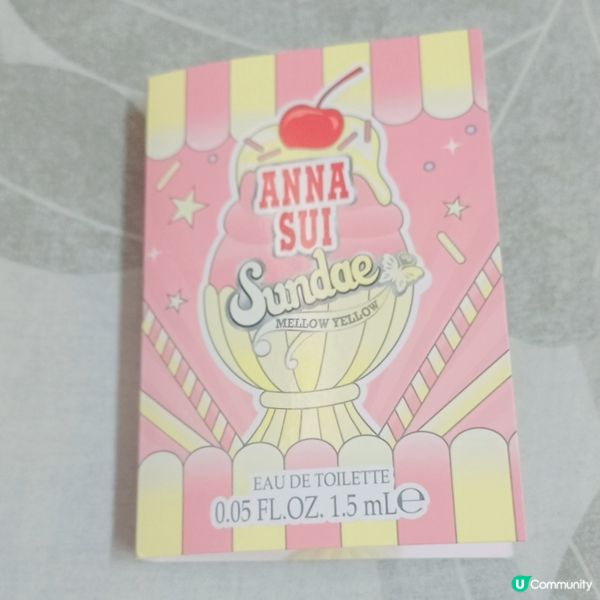 ANNA
SUI
Sundae
MELLOW YELLOW
EAU DE TOILETTE
0.05 FL.OZ. 1.5 mL℮
U Community